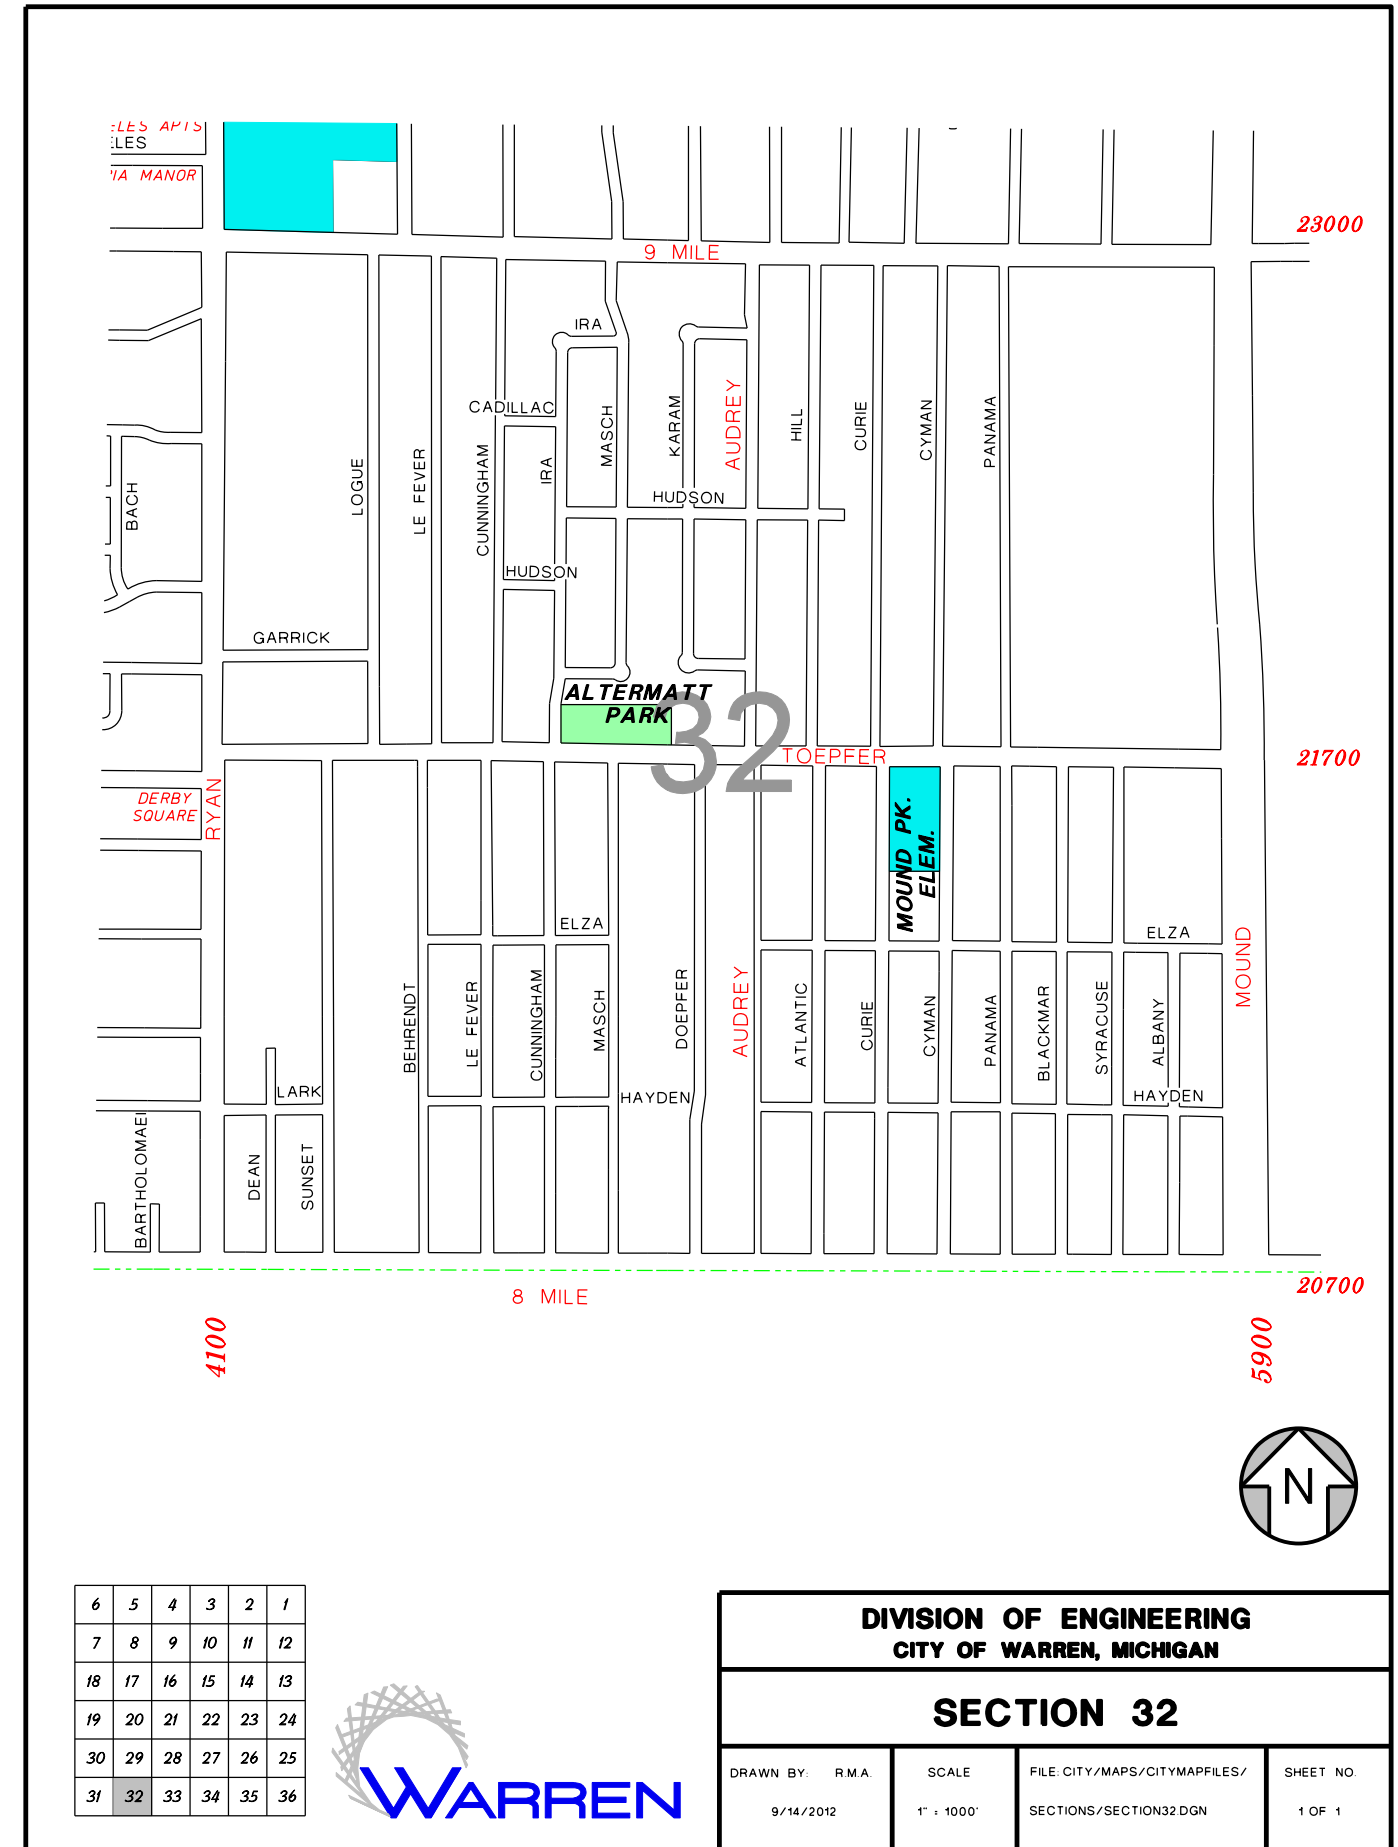 ELES APTS
ELES
IA MANOR
23000
9 MILE
IRA
CADILLAC
MASCH
KARAM
AUDREY
HILL
CURIE
CYMAN
PANAMA
LOGUE
LE FEVER
CUNNINGHAM
IRA
BACH
HUDSON
HUDSON
GARRICK
ALTERMATT
PARK
32
TOEPFER
21700
RYAN
DERBY
SQUARE
MOUND PK.
ELEM.
ELZA
ELZA
MOUND
BEHRENDT
LE FEVER
CUNNINGHAM
MASCH
DOEPFER
AUDREY
ATLANTIC
CURIE
CYMAN
PANAMA
BLACKMAR
SYRACUSE
ALBANY
LARK
HAYDEN
HAYDEN
BARTHOLOMAEI
DEAN
SUNSET
8 MILE
20700
4100
5900
N
6 5 4 3 2 1
7 8 9 10 11 12
18 17 16 15 14 13
19 20 21 22 23 24
30 29 28 27 26 25
31 32 33 34 35 36
WARREN
DIVISION OF ENGINEERING
CITY OF WARREN, MICHIGAN
SECTION 32
DRAWN BY: R.M.A.
9/14/2012
SCALE
1" = 1000'
FILE: CITY/MAPS/CITYMAPFILES/
SECTIONS/SECTION32.DGN
SHEET NO.
1 OF 1